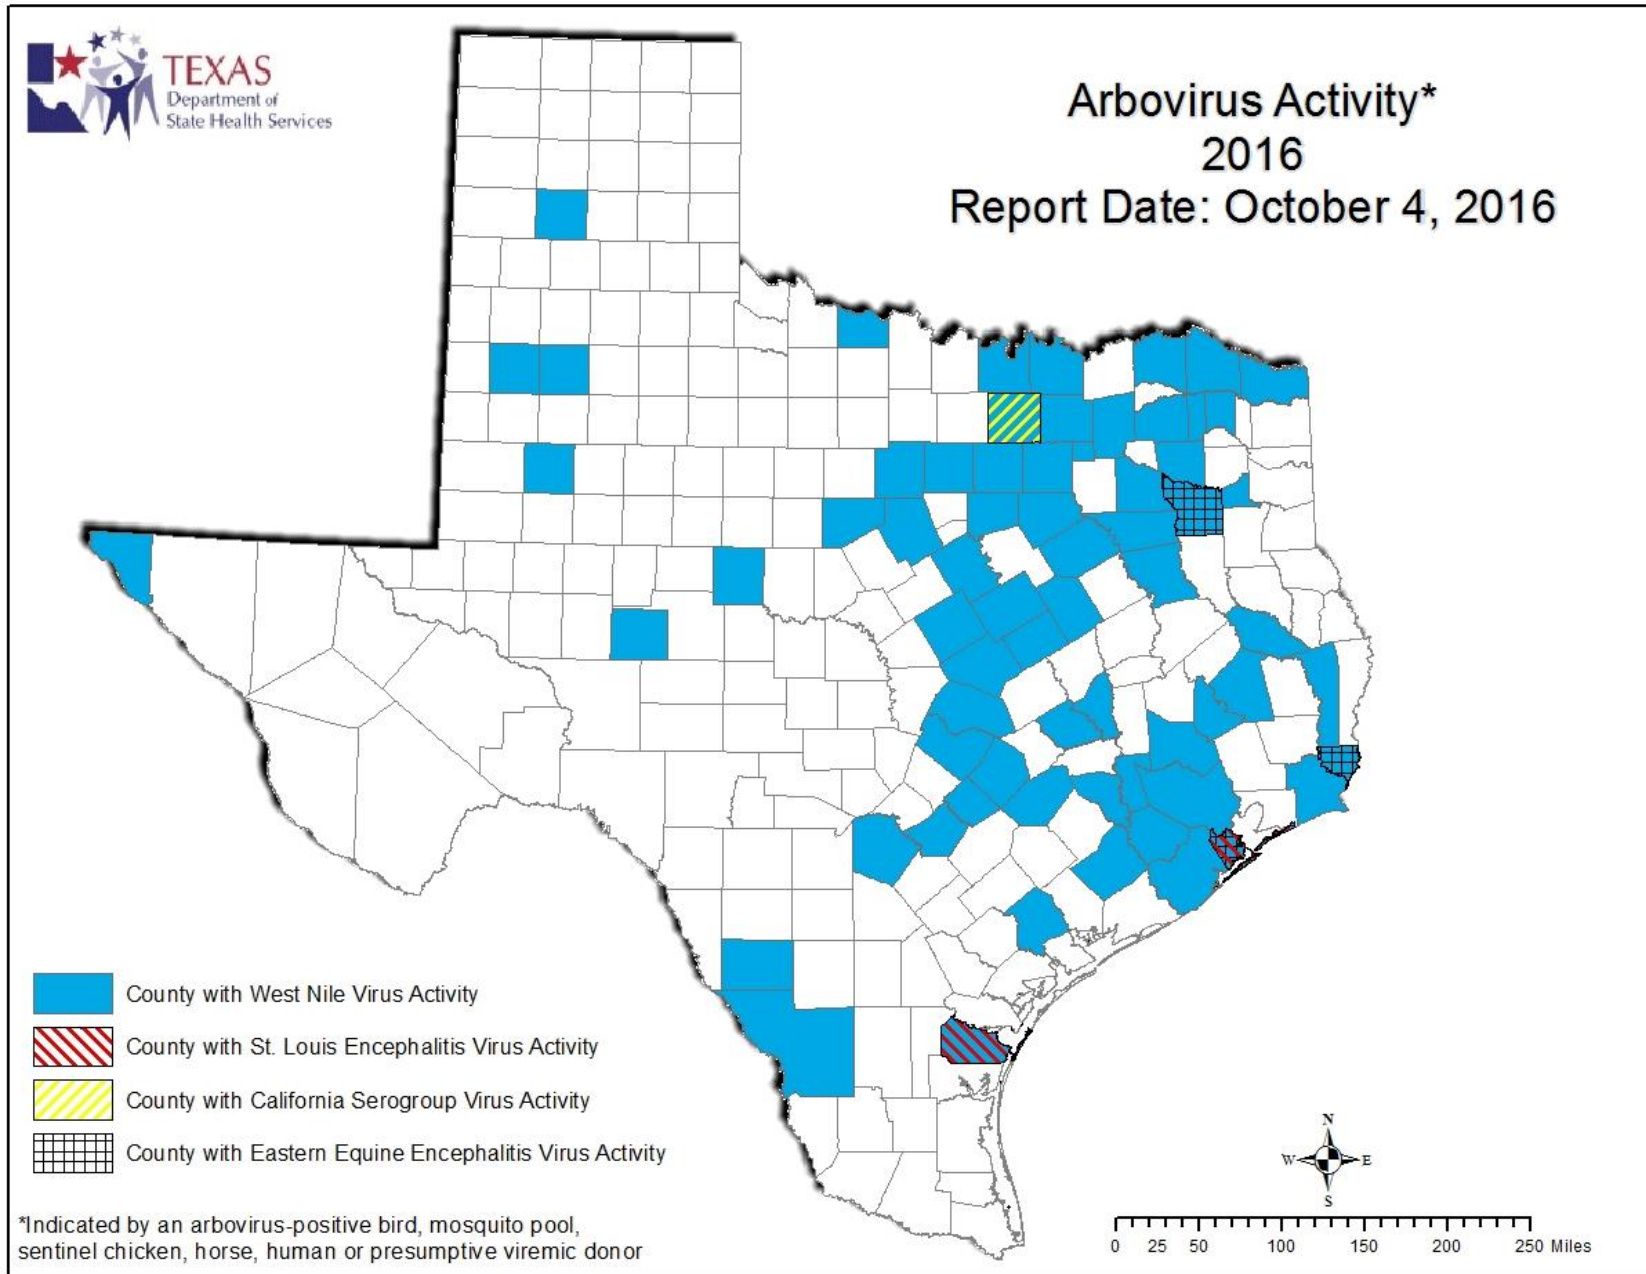 TEXAS
Department of
State Health Services
Arbovirus Activity*
2016
Report Date: October 4, 2016
County with West Nile Virus Activity
County with St. Louis Encephalitis Virus Activity
County with California Serogroup Virus Activity
County with Eastern Equine Encephalitis Virus Activity
*Indicated by an arbovirus-positive bird, mosquito pool,
sentinel chicken, horse, human or presumptive viremic donor
N
W E
S
0 25 50 100 150 200 250 Miles